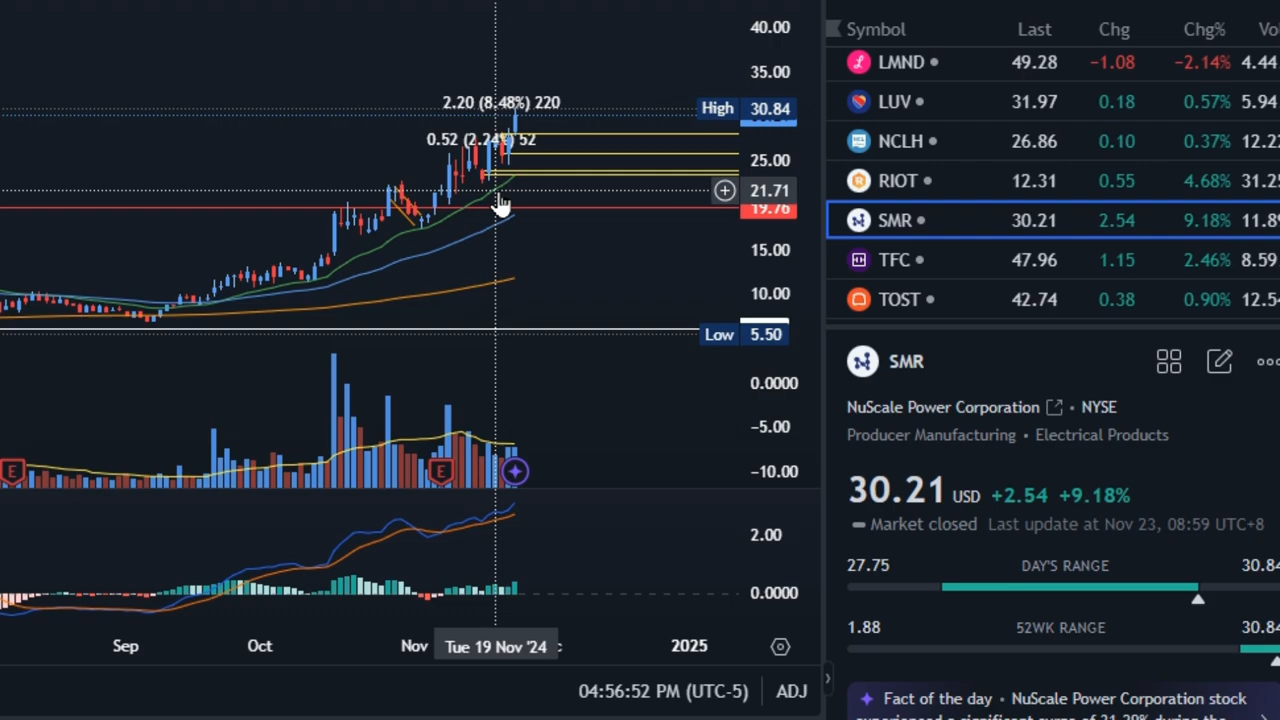 40.00
35.00
2.20 (8.48%) 220
High 30.84
0.52 (2.24%) 52
25.00
21.71
19.76
15.00
10.00
Low 5.50
0.0000
−5.00
E E
−10.00
2.00
0.0000
Sep Oct Nov Tue 19 Nov '24 2025
04:56:52 PM (UTC-5) ADJ
Symbol Last Chg Chg% Vo
LMND 49.28 −1.08 −2.14% 4.44
LUV 31.97 0.18 0.57% 5.94
NCLH 26.86 0.10 0.37% 12.2
RIOT 12.31 0.55 4.68% 31.2
SMR 30.21 2.54 9.18% 11.8
TFC 47.96 1.15 2.46% 8.59
TOST 42.74 0.38 0.90% 12.5
SMR
NuScale Power Corporation • NYSE
Producer Manufacturing • Electrical Products
30.21 USD +2.54 +9.18%
Market closed Last update at Nov 23, 08:59 UTC+8
27.75 DAY'S RANGE 30.84
1.88 52WK RANGE 30.84
Fact of the day • NuScale Power Corporation stock